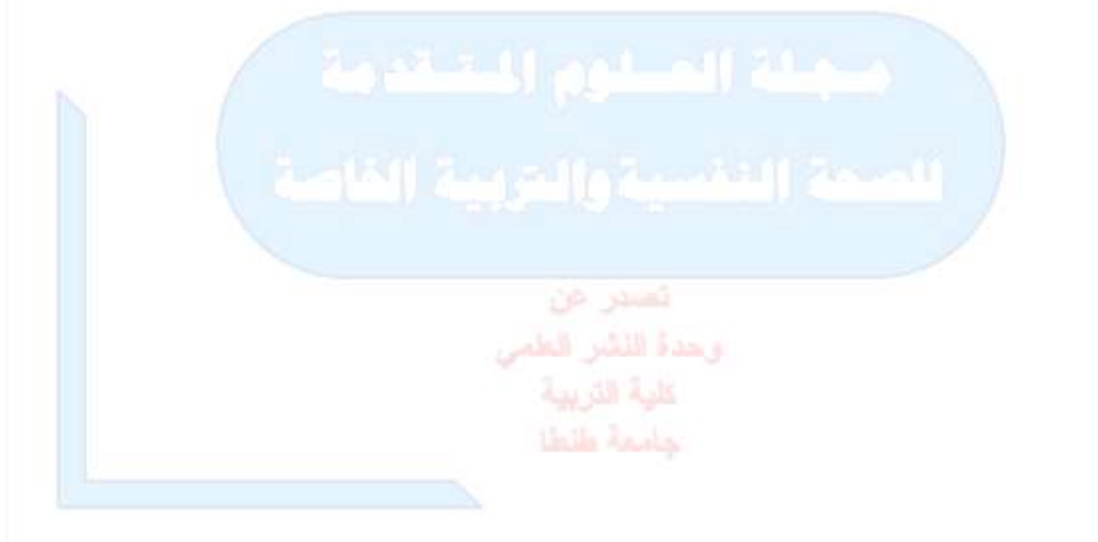 مجلة العلوم المتقدمة
للصحة النفسية والتربية الخاصة
تصدر عن
وحدة النشر العلمي
كلية التربية
جامعة طنطا